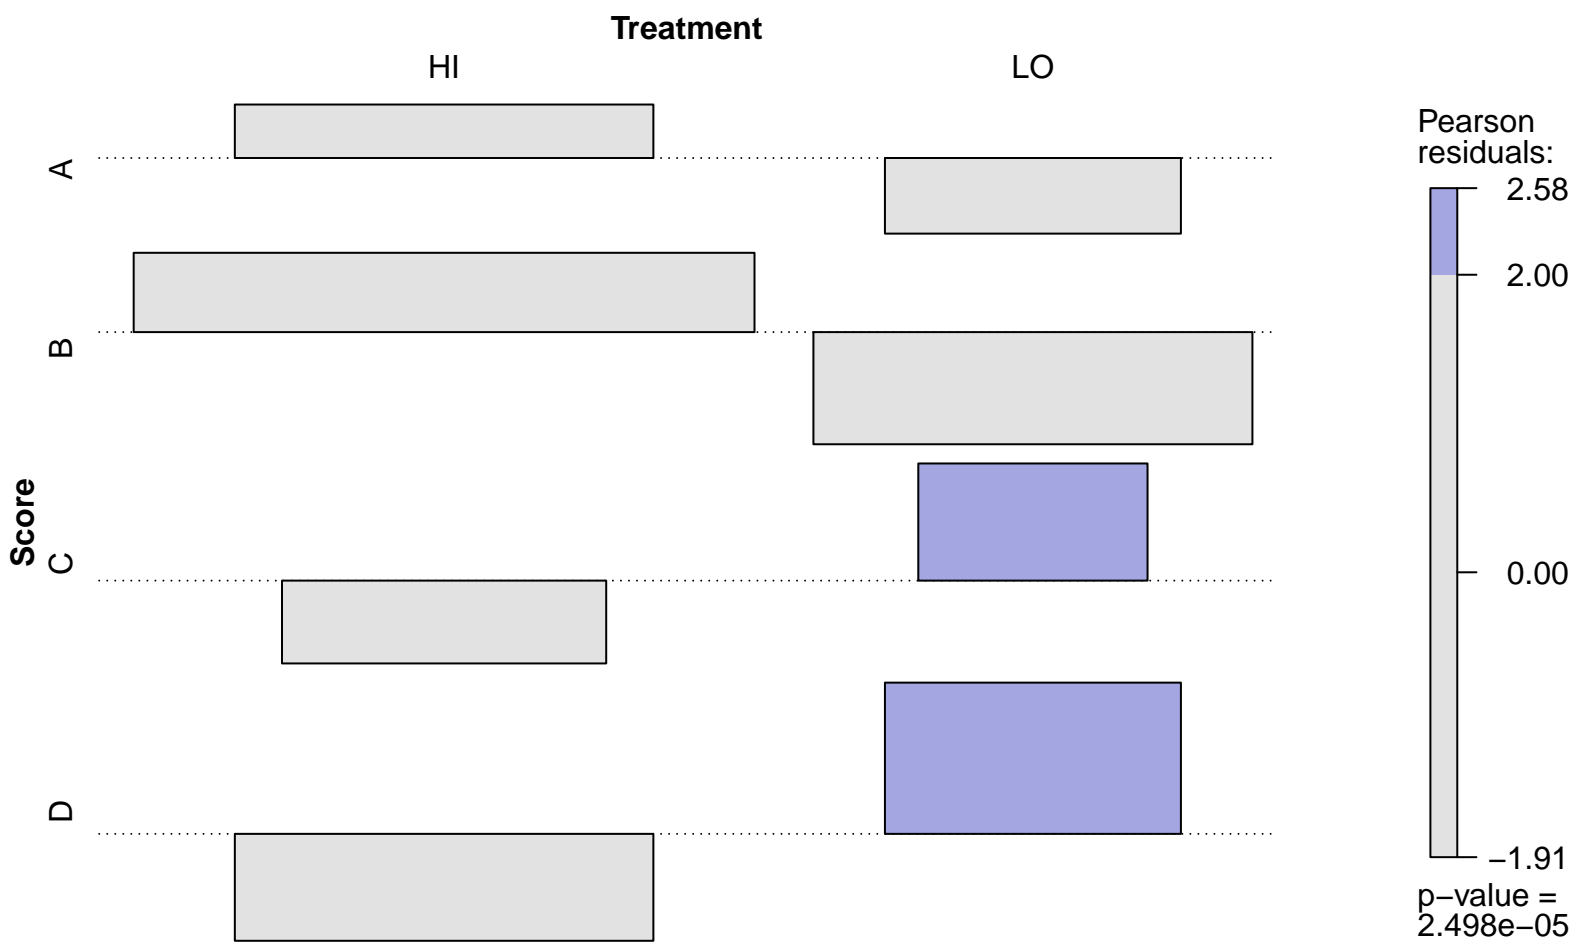 Treatment
HI
LO
A
B
C
D
Score
Pearson
residuals:
2.58
2.00
0.00
−1.91
p−value =
2.498e−05